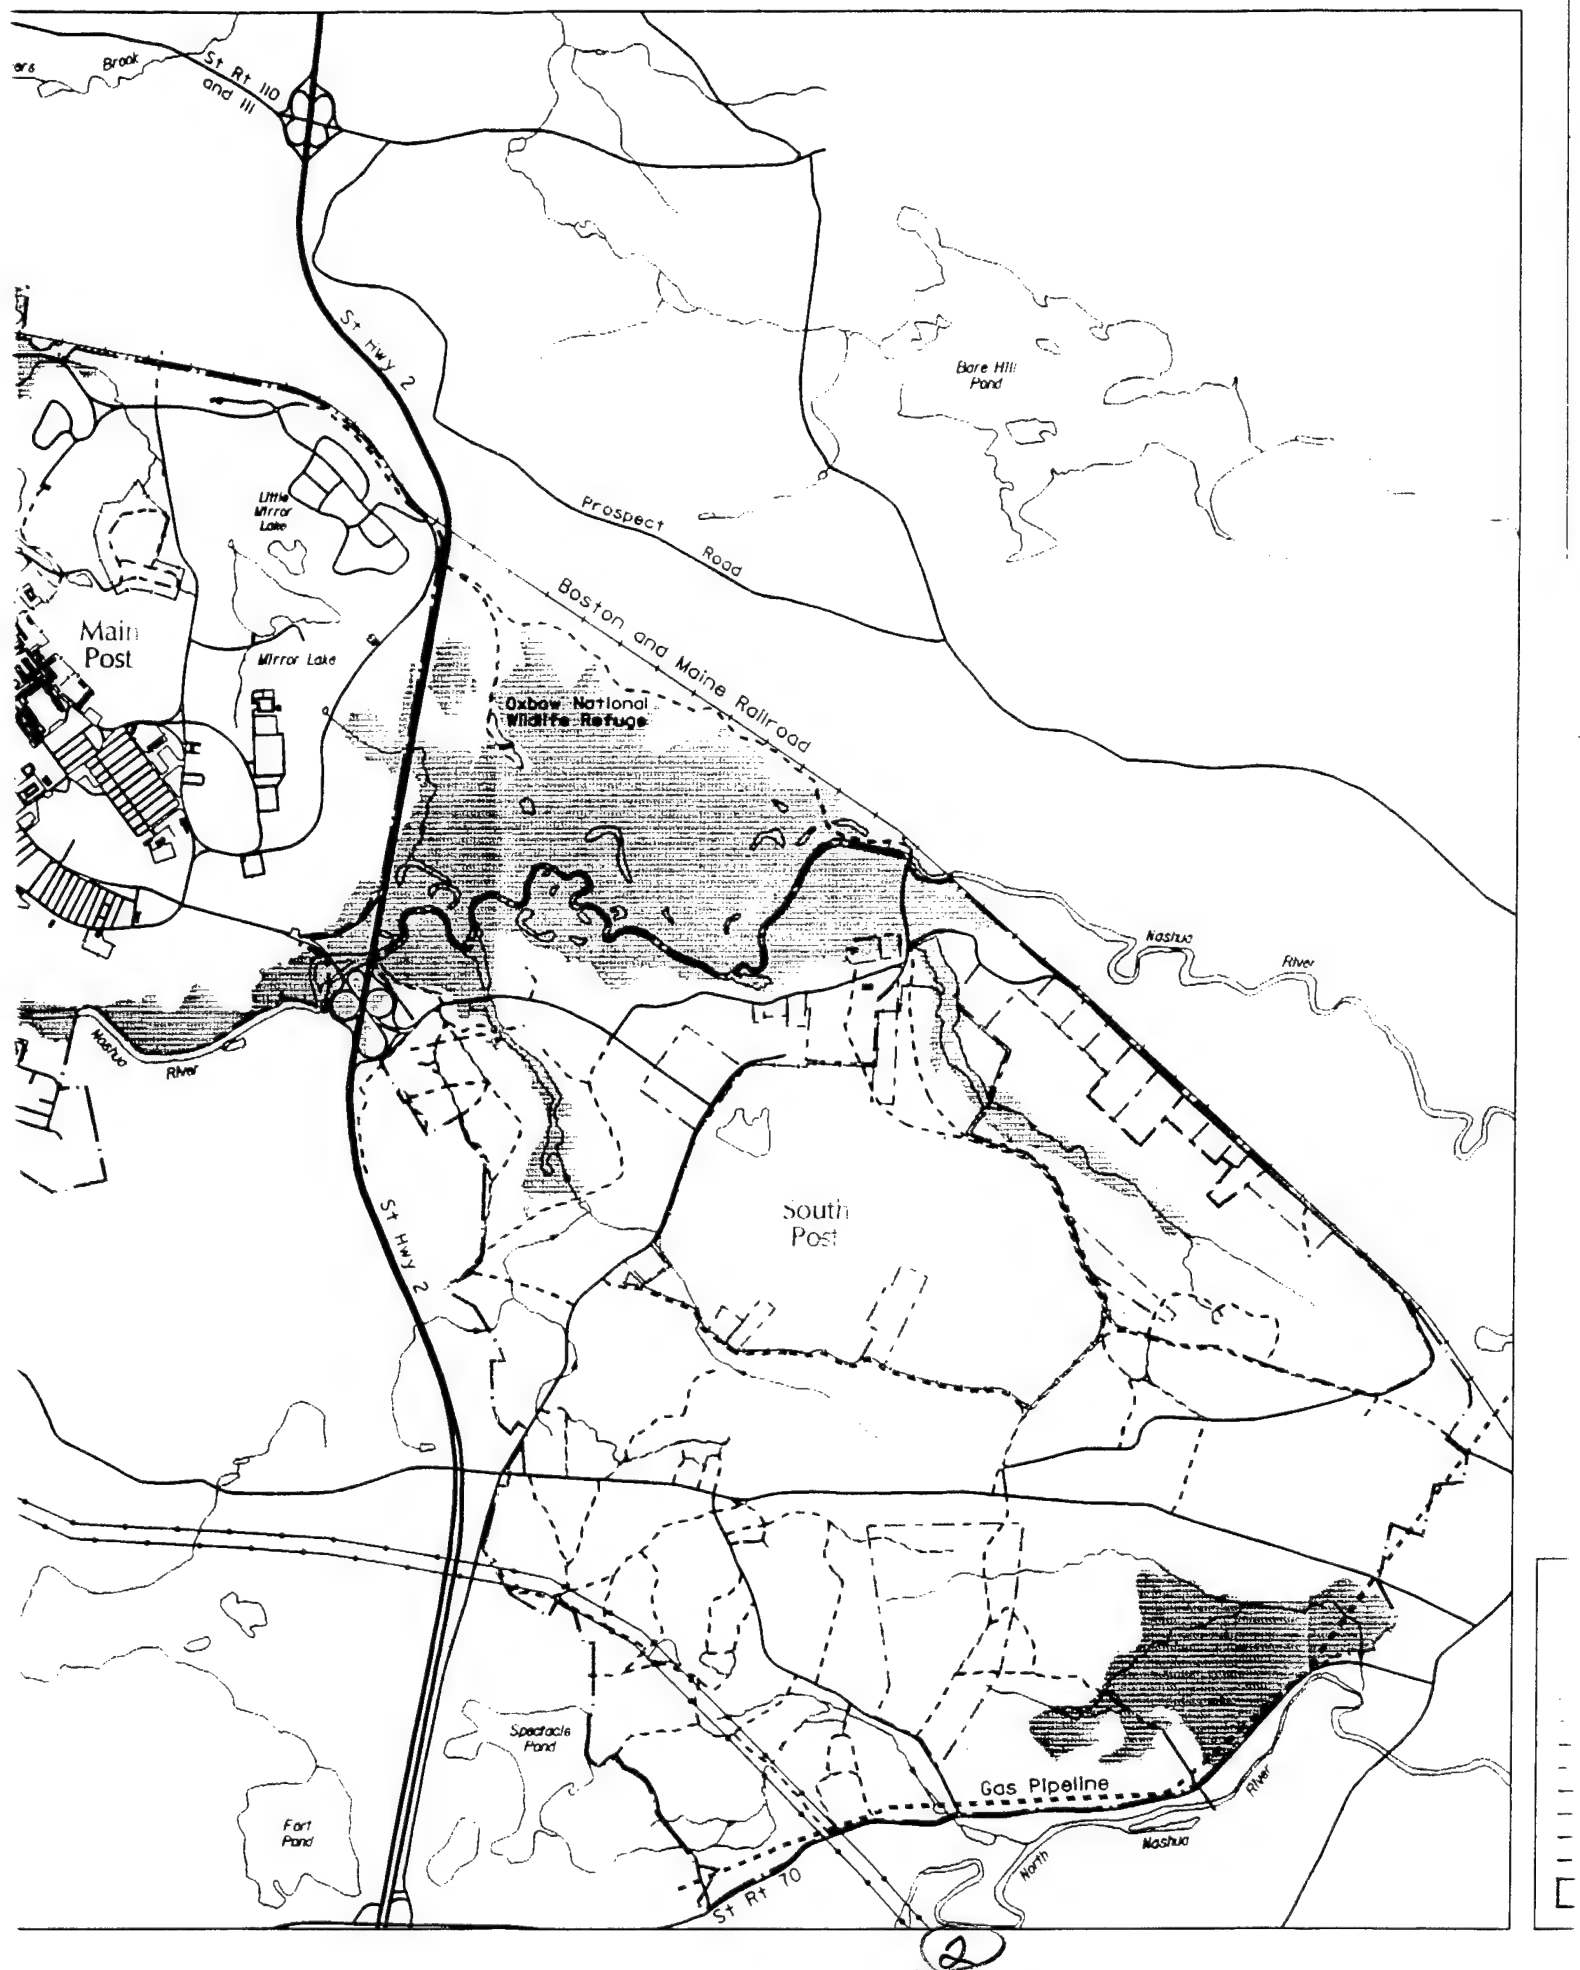 Brook
St Rt 110
and 111
St Hwy 2
Bare Hill
Pond
Little
Mirror
Lake
Prospect
Road
Boston and Maine Railroad
Main
Post
Mirror Lake
Oxbow National
Wildlife Refuge
Nashua
River
Nashua
River
South
Post
St Hwy 2
Spectacle
Pond
Gas Pipeline
River
Fort
Pond
Nashua
North
St Rt 70
2